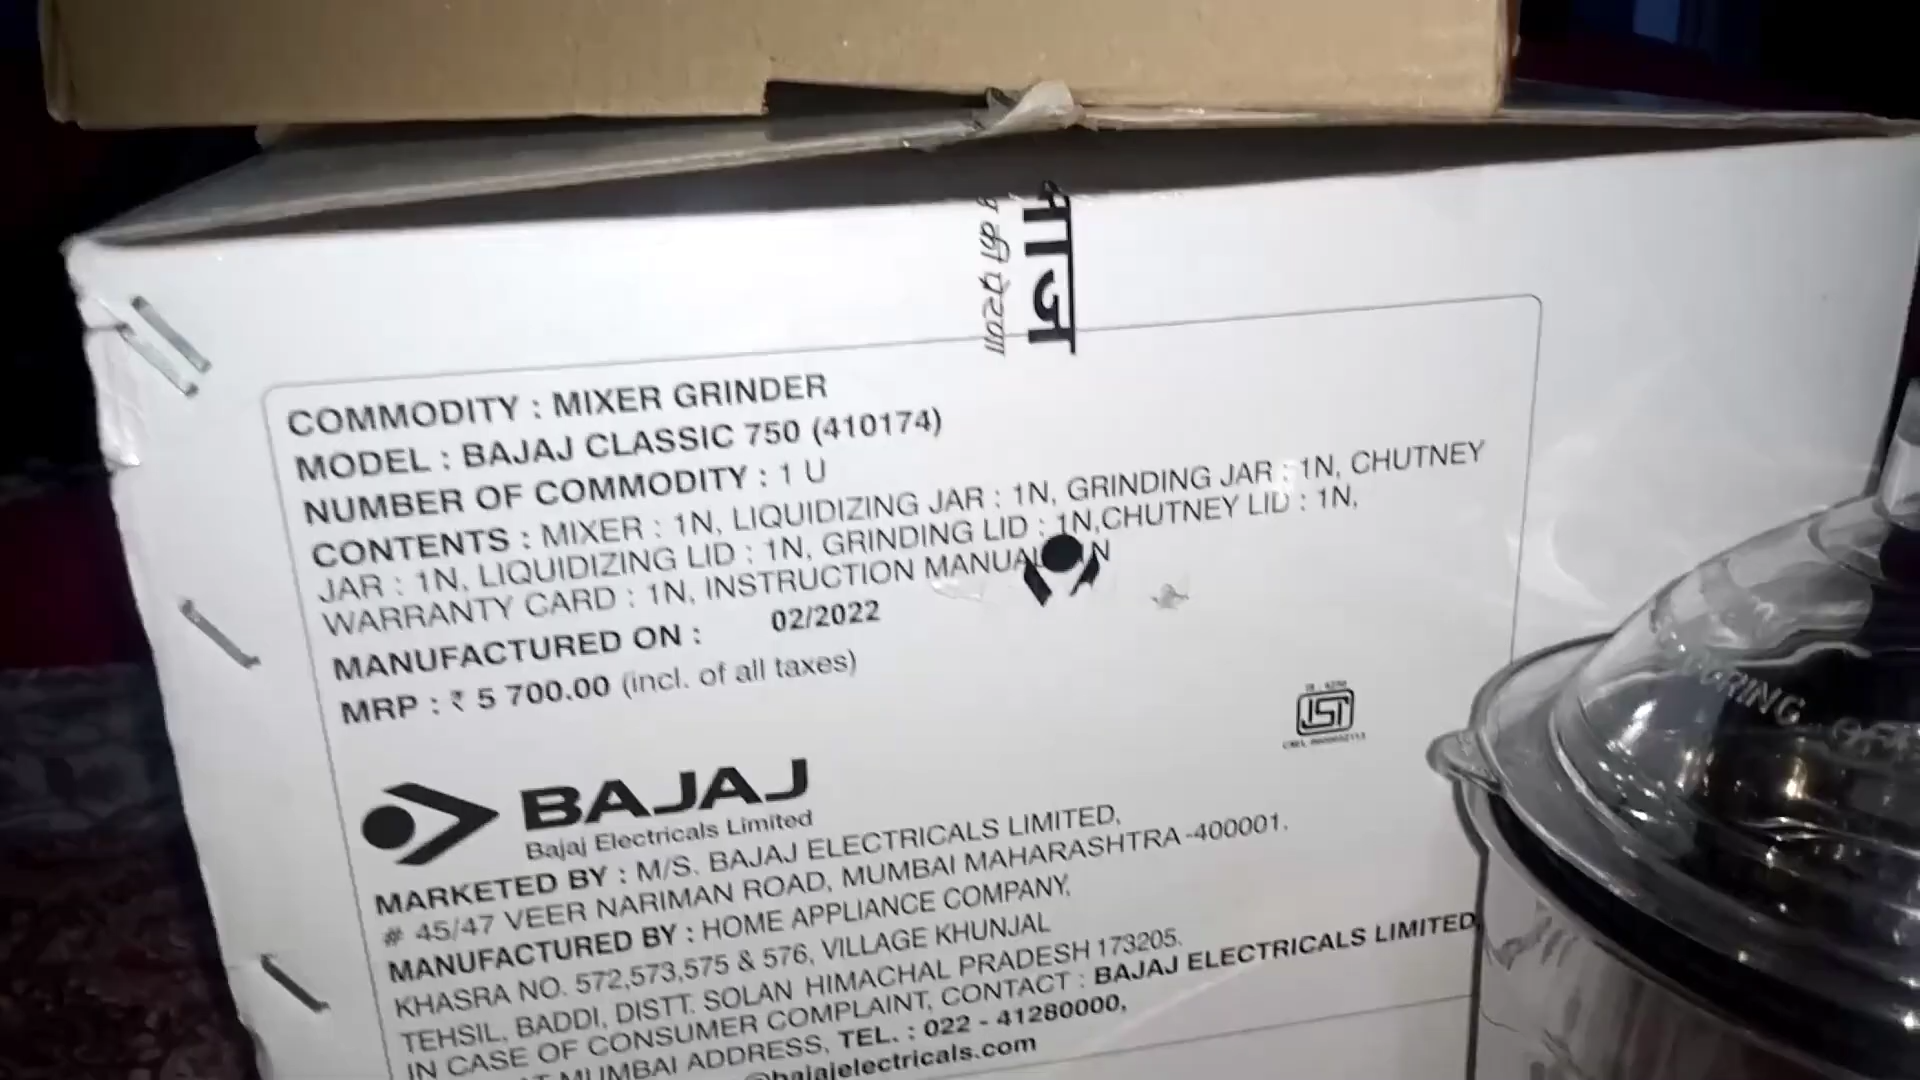 COMMODITY : MIXER GRINDER
MODEL : BAJAJ CLASSIC 750 (410174)
NUMBER OF COMMODITY : 1 U
CONTENTS : MIXER : 1N, LIQUIDIZING JAR : 1N, GRINDING JAR : 1N, CHUTNEY
JAR : 1N, LIQUIDIZING LID : 1N, GRINDING LID : 1N,CHUTNEY LID : 1N,
WARRANTY CARD : 1N, INSTRUCTION MANUAL N
MANUFACTURED ON : 02/2022
MRP : ₹ 5 700.00 (incl. of all taxes)
ISI
BAJAJ
Bajaj Electricals Limited
MARKETED BY : M/S. BAJAJ ELECTRICALS LIMITED,
# 45/47 VEER NARIMAN ROAD, MUMBAI MAHARASHTRA-400001.
MANUFACTURED BY : HOME APPLIANCE COMPANY,
KHASRA NO. 572,573,575 & 576, VILLAGE KHUNJAL
TEHSIL, BADDI, DISTT. SOLAN HIMACHAL PRADESH 173205.
IN CASE OF CONSUMER COMPLAINT, CONTACT : BAJAJ ELECTRICALS LIMITED,
MUMBAI ADDRESS, TEL. : 022 - 41280000,
@bajajelectricals.com